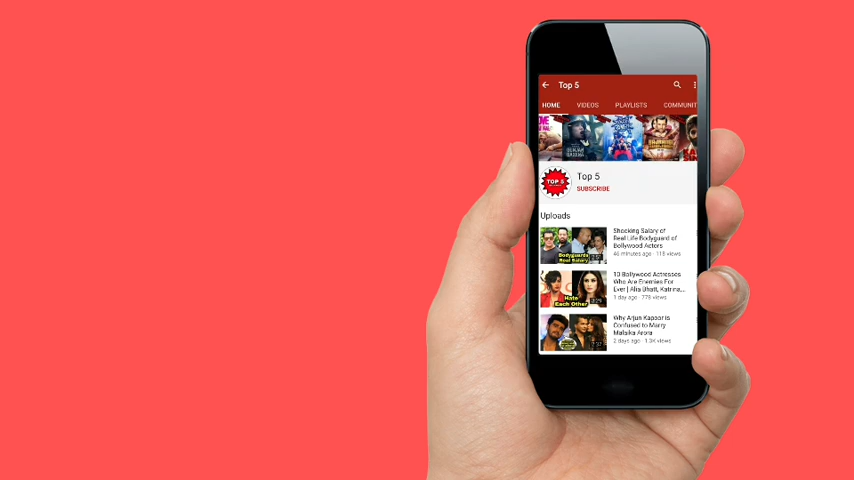 Top 5
HOME VIDEOS PLAYLISTS COMMUNIT
TOP 5
Top 5
SUBSCRIBE
Uploads
Shocking Salary of
Real Life Bodyguard of
Bollywood Actors
46 minutes ago · 118 views
Bodyguards
Real Salary
10 Bollywood Actresses
Who Are Enemies For
Ever | Alia Bhatt, Katrina,...
1 day ago · 778 views
Hate
Each Other
Why Arjun Kapoor is
Confused to Marry
Malaika Arora
2 days ago · 1.3K views